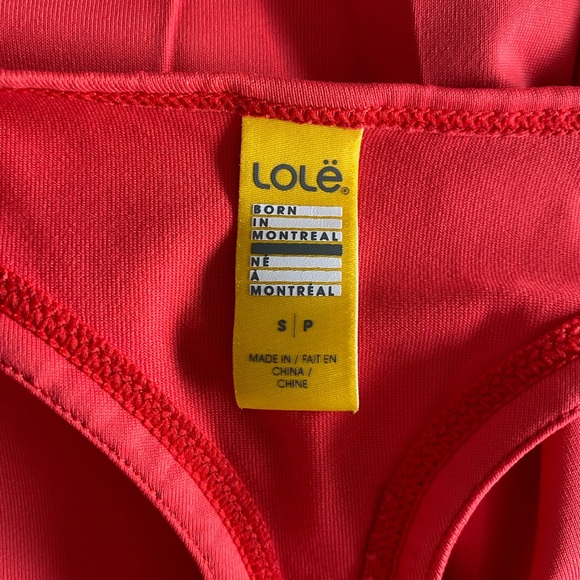 LOLë®
BORN
IN
MONTREAL
NÉ
À
MONTRÉAL
S | P
MADE IN / FAIT EN
CHINA /
CHINE